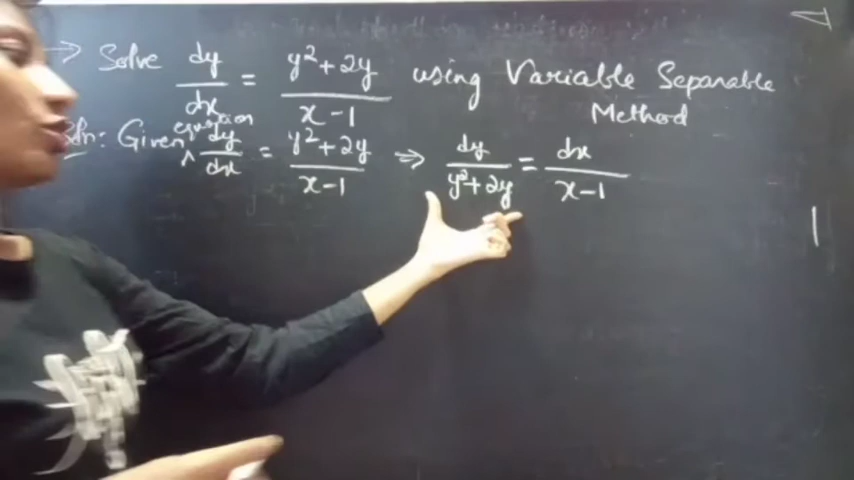 → Solve dy/dx = y²+2y / x-1 using Variable Separable
Method
Soln: Given equation dy/dx = y²+2y / x-1 ⇒ dy / y²+2y = dx / x-1